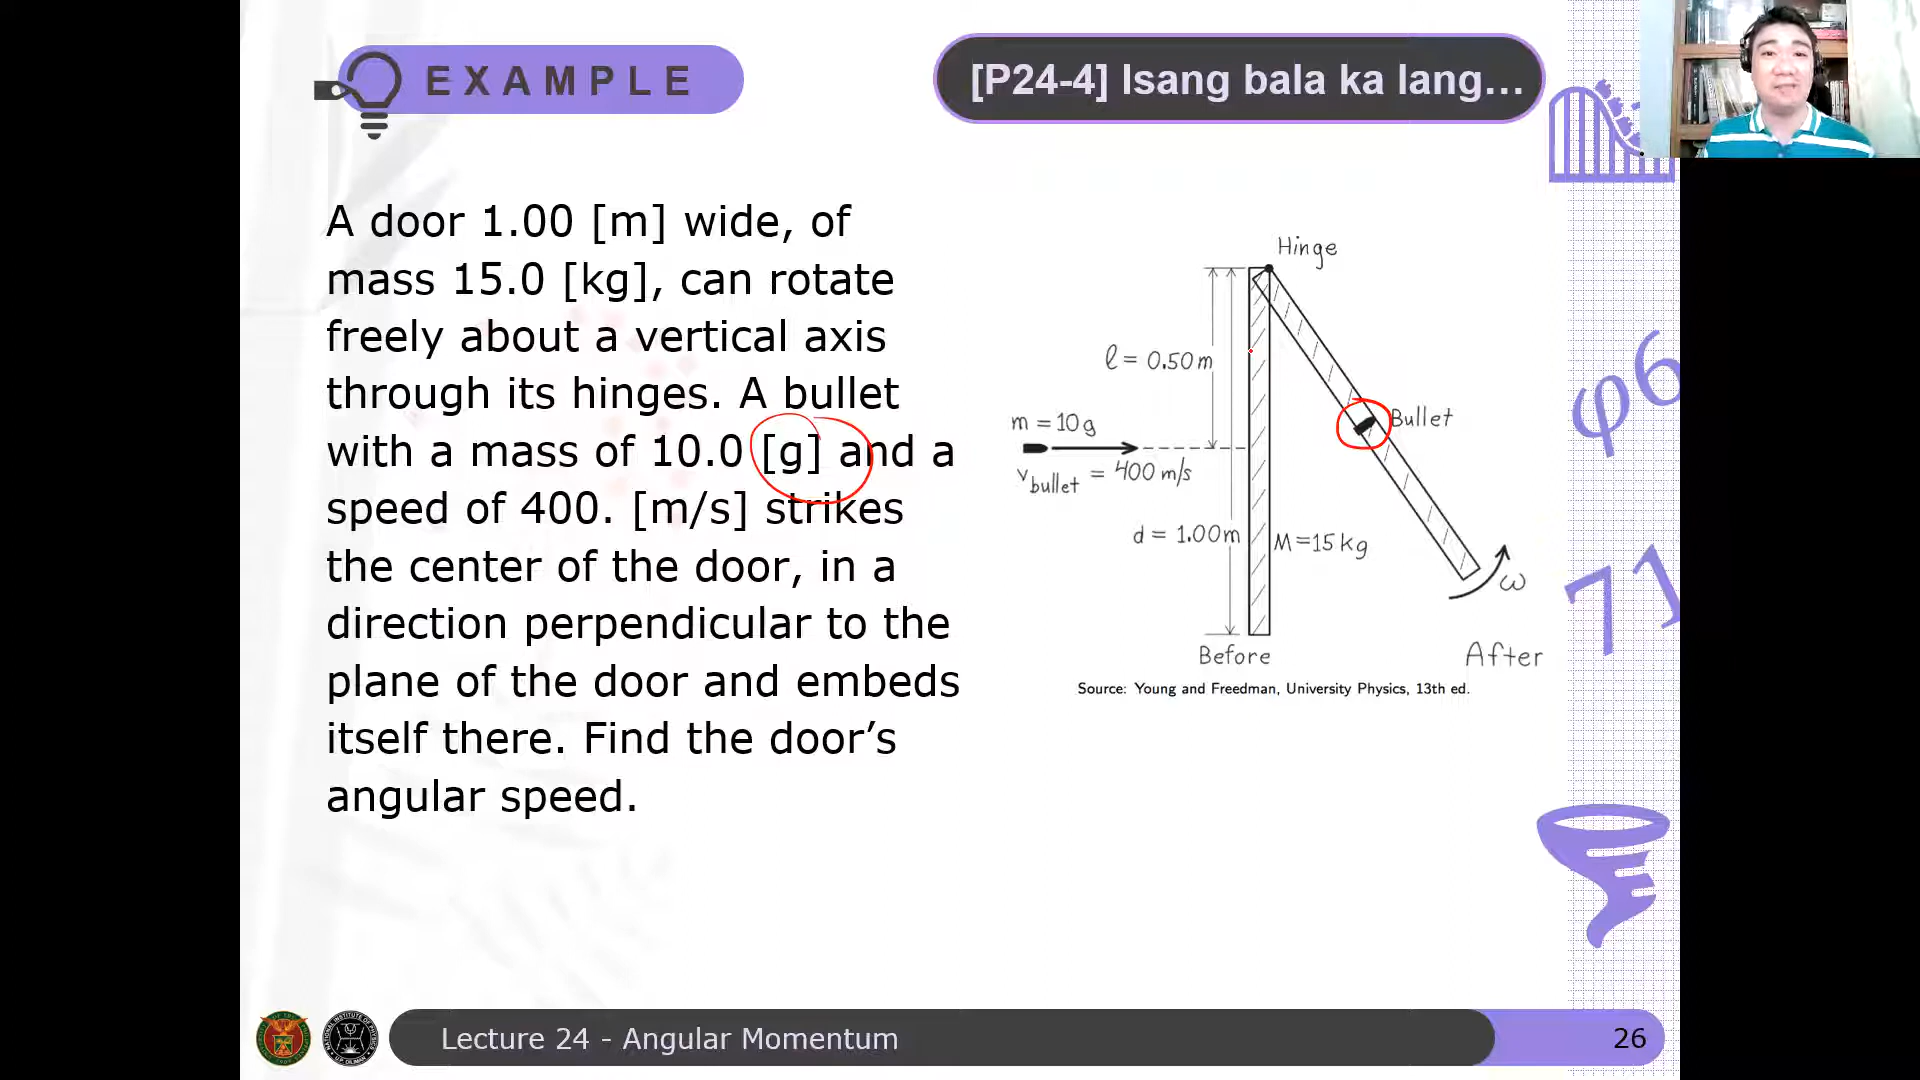 EXAMPLE
[P24-4] Isang bala ka lang...
A door 1.00 [m] wide, of
mass 15.0 [kg], can rotate
freely about a vertical axis
through its hinges. A bullet
with a mass of 10.0 [g] and a
speed of 400. [m/s] strikes
the center of the door, in a
direction perpendicular to the
plane of the door and embeds
itself there. Find the door’s
angular speed.
Hinge
ℓ = 0.50 m
m = 10 g
Bullet
v bullet = 400 m/s
d = 1.00 m
M = 15 kg
ω
Before
After
Source: Young and Freedman, University Physics, 13th ed.
φ6
71
Lecture 24 - Angular Momentum
26